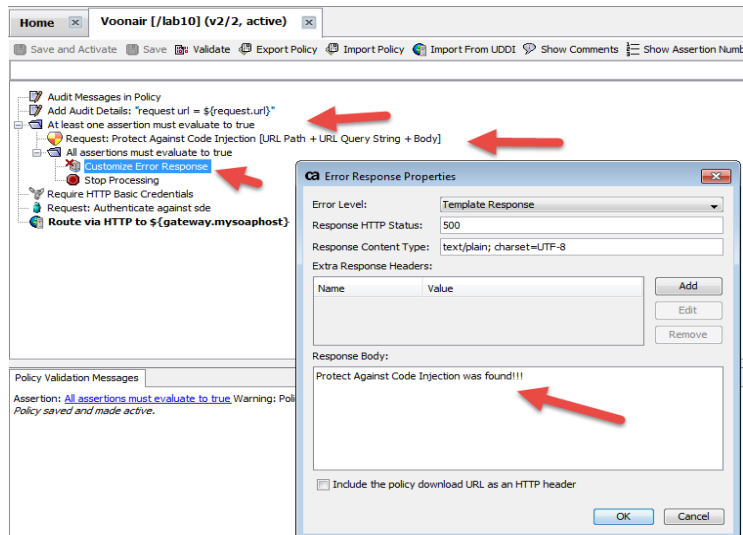 Home
Voonair [/lab10] (v2/2, active)
Save and Activate Save Validate Export Policy Import Policy Import From UDDI Show Comments Show Assertion Numb
Audit Messages in Policy
Add Audit Details: "request url = ${request.url}"
At least one assertion must evaluate to true
Request: Protect Against Code Injection [URL Path + URL Query String + Body]
All assertions must evaluate to true
Customize Error Response
Stop Processing
Require HTTP Basic Credentials
Request: Authenticate against sde
Route via HTTP to ${gateway.mysoaphost}
Policy Validation Messages
Assertion: All assertions must evaluate to true Warning: Poli
Policy saved and made active.
ca Error Response Properties
Error Level: Template Response
Response HTTP Status: 500
Response Content Type: text/plain; charset=UTF-8
Extra Response Headers:
Name Value
Add
Edit
Remove
Response Body:
Protect Against Code Injection was found!!!
Include the policy download URL as an HTTP header
OK Cancel